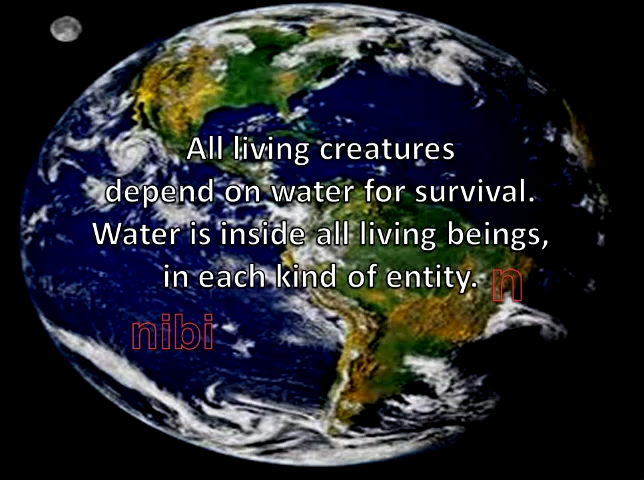 All living creatures
depend on water for survival.
Water is inside all living beings,
in each kind of entity.
n
nibi